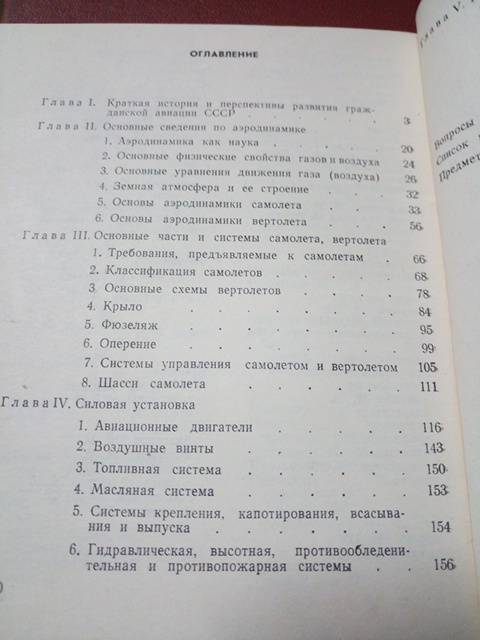 ОГЛАВЛЕНИЕ
Глава I. Краткая история и перспективы развития граж-
данской авиации СССР . . . . . . 3
Глава II. Основные сведения по аэродинамике
1. Аэродинамика как наука . . . . . 20
2. Основные физические свойства газов и воздуха 24
3. Основные уравнения движения газа (воздуха) 26
4. Земная атмосфера и ее строение . . . 32
5. Основы аэродинамики самолета . . . 33
6. Основы аэродинамики вертолета . . . 56
Глава III. Основные части и системы самолета, вертолета
1. Требования, предъявляемые к самолетам . . 66
2. Классификация самолетов . . . . . 68
3. Основные схемы вертолетов . . . . 78
4. Крыло . . . . . . . . 84
5. Фюзеляж . . . . . . . 95
6. Оперение . . . . . . . 99
7. Системы управления самолетом и вертолетом 105
8. Шасси самолета . . . . . . 111
Глава IV. Силовая установка
1. Авиационные двигатели . . . . . 116
2. Воздушные винты . . . . . . 143
3. Топливная система . . . . . 150
4. Масляная система . . . . . 153
5. Системы крепления, капотирования, всасыва-
ния и выпуска . . . . . . 154
6. Гидравлическая, высотная, противообледени-
тельная и противопожарная системы . . 156
Глава V.
Вопросы
Список
Предмет